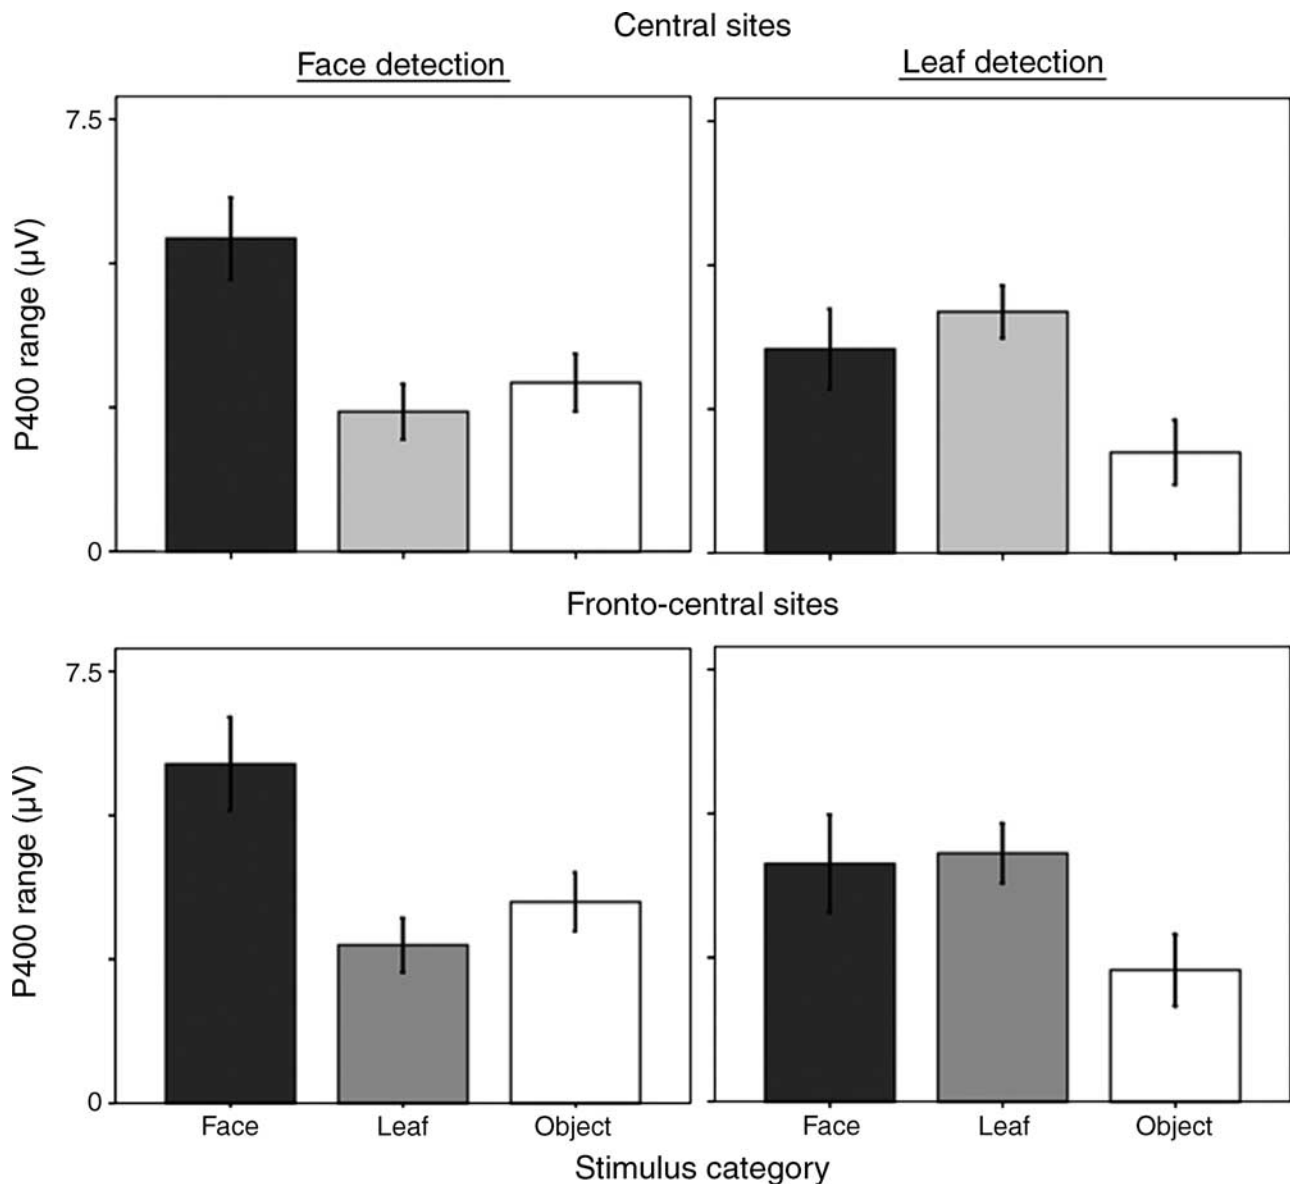 Central sites
Face detection
Leaf detection
7.5
P400 range (µV)
0
Fronto-central sites
7.5
P400 range (µV)
0
Face Leaf Object
Face Leaf Object
Stimulus category